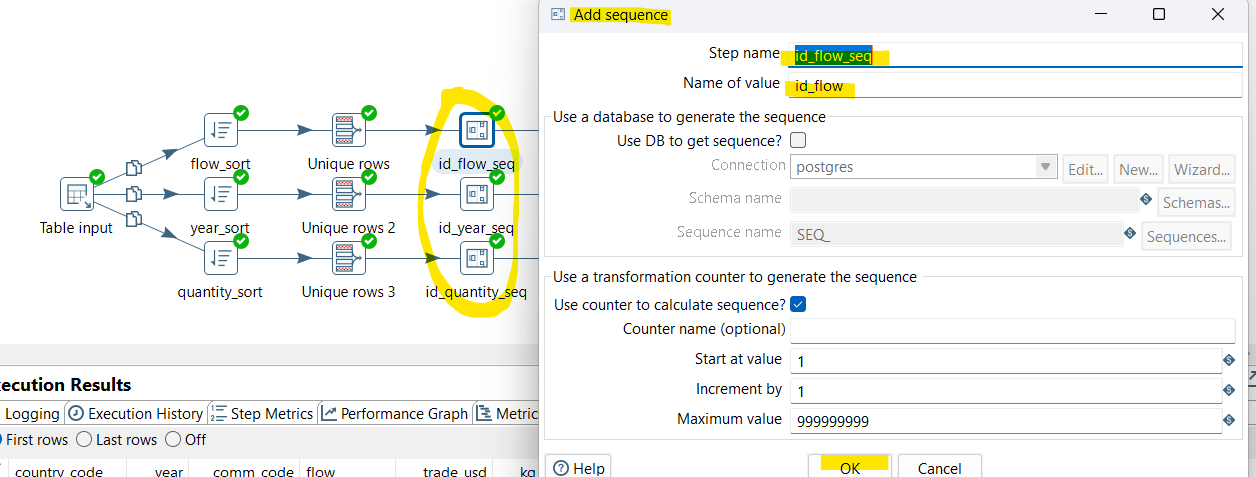 Add sequence
Step name id_flow_seq
Name of value id_flow
Use a database to generate the sequence
Use DB to get sequence?
Connection postgres Edit... New... Wizard...
Schema name Schemas...
Sequence name SEQ_ Sequences...
Use a transformation counter to generate the sequence
Use counter to calculate sequence?
Counter name (optional)
Start at value 1
Increment by 1
Maximum value 999999999
Help OK Cancel
flow_sort Unique rows id_flow_seq
Table input year_sort Unique rows 2 id_year_seq
quantity_sort Unique rows 3 id_quantity_seq
xecution Results
Logging Execution History Step Metrics Performance Graph Metric
First rows Last rows Off
country_code year comm_code flow trade_usd kg